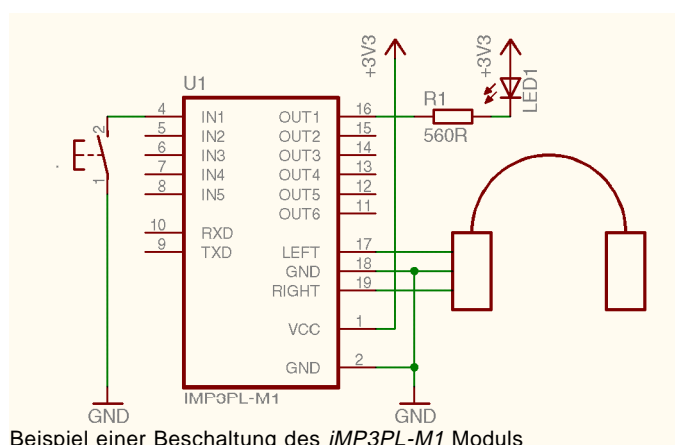 +3V3
+3V3
LED1
U1
R1
560R
4 IN1 OUT1 16
5 IN2 OUT2 15
6 IN3 OUT3 14
7 IN4 OUT4 13
8 IN5 OUT5 12
OUT6 11
10 RXD
9 TXD LEFT 17
GND 18
RIGHT 19
VCC 1
GND 2
2
1
IMP3PL-M1
GND
GND
Beispiel einer Beschaltung des iMP3PL-M1 Moduls